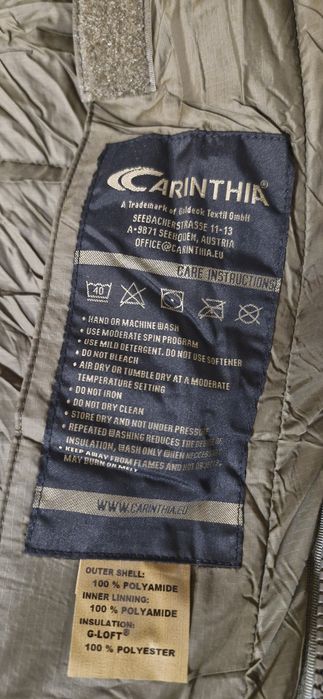 CARINTHIA®
A Trademark of Goldeck Textil GmbH
SEEBACHERSTRASSE 11-13
A-9871 SEEBODEN, AUSTRIA
OFFICE@CARINTHIA.EU
CARE INSTRUCTIONS
40
• HAND OR MACHINE WASH
• USE MODERATE SPIN PROGRAM
• USE MILD DETERGENT. DO NOT USE SOFTENER
• DO NOT BLEACH
• AIR DRY OR TUMBLE DRY AT A MODERATE
TEMPERATURE SETTING
• DO NOT IRON
• DO NOT DRY CLEAN
• STORE DRY AND NOT UNDER PRESSURE
• REPEATED WASHING REDUCES THE DEGREE OF
INSULATION, WASH ONLY WHEN NECCESSARY
• KEEP AWAY FROM FLAMES AND HOT
MAY BURN OR MELT
WWW.CARINTHIA.EU
OUTER SHELL:
100 % POLYAMIDE
INNER LINNING:
100 % POLYAMIDE
INSULATION:
G-LOFT®
100 % POLYESTER